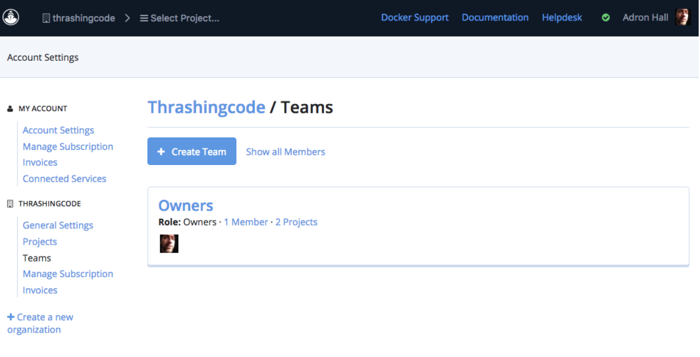 thrashingcode > Select Project... Docker Support Documentation Helpdesk Adron Hall
Account Settings
MY ACCOUNT
Account Settings
Manage Subscription
Invoices
Connected Services
THRASHINGCODE
General Settings
Projects
Teams
Manage Subscription
Invoices
+ Create a new
organization
Thrashingcode / Teams
+ Create Team Show all Members
Owners
Role: Owners · 1 Member · 2 Projects